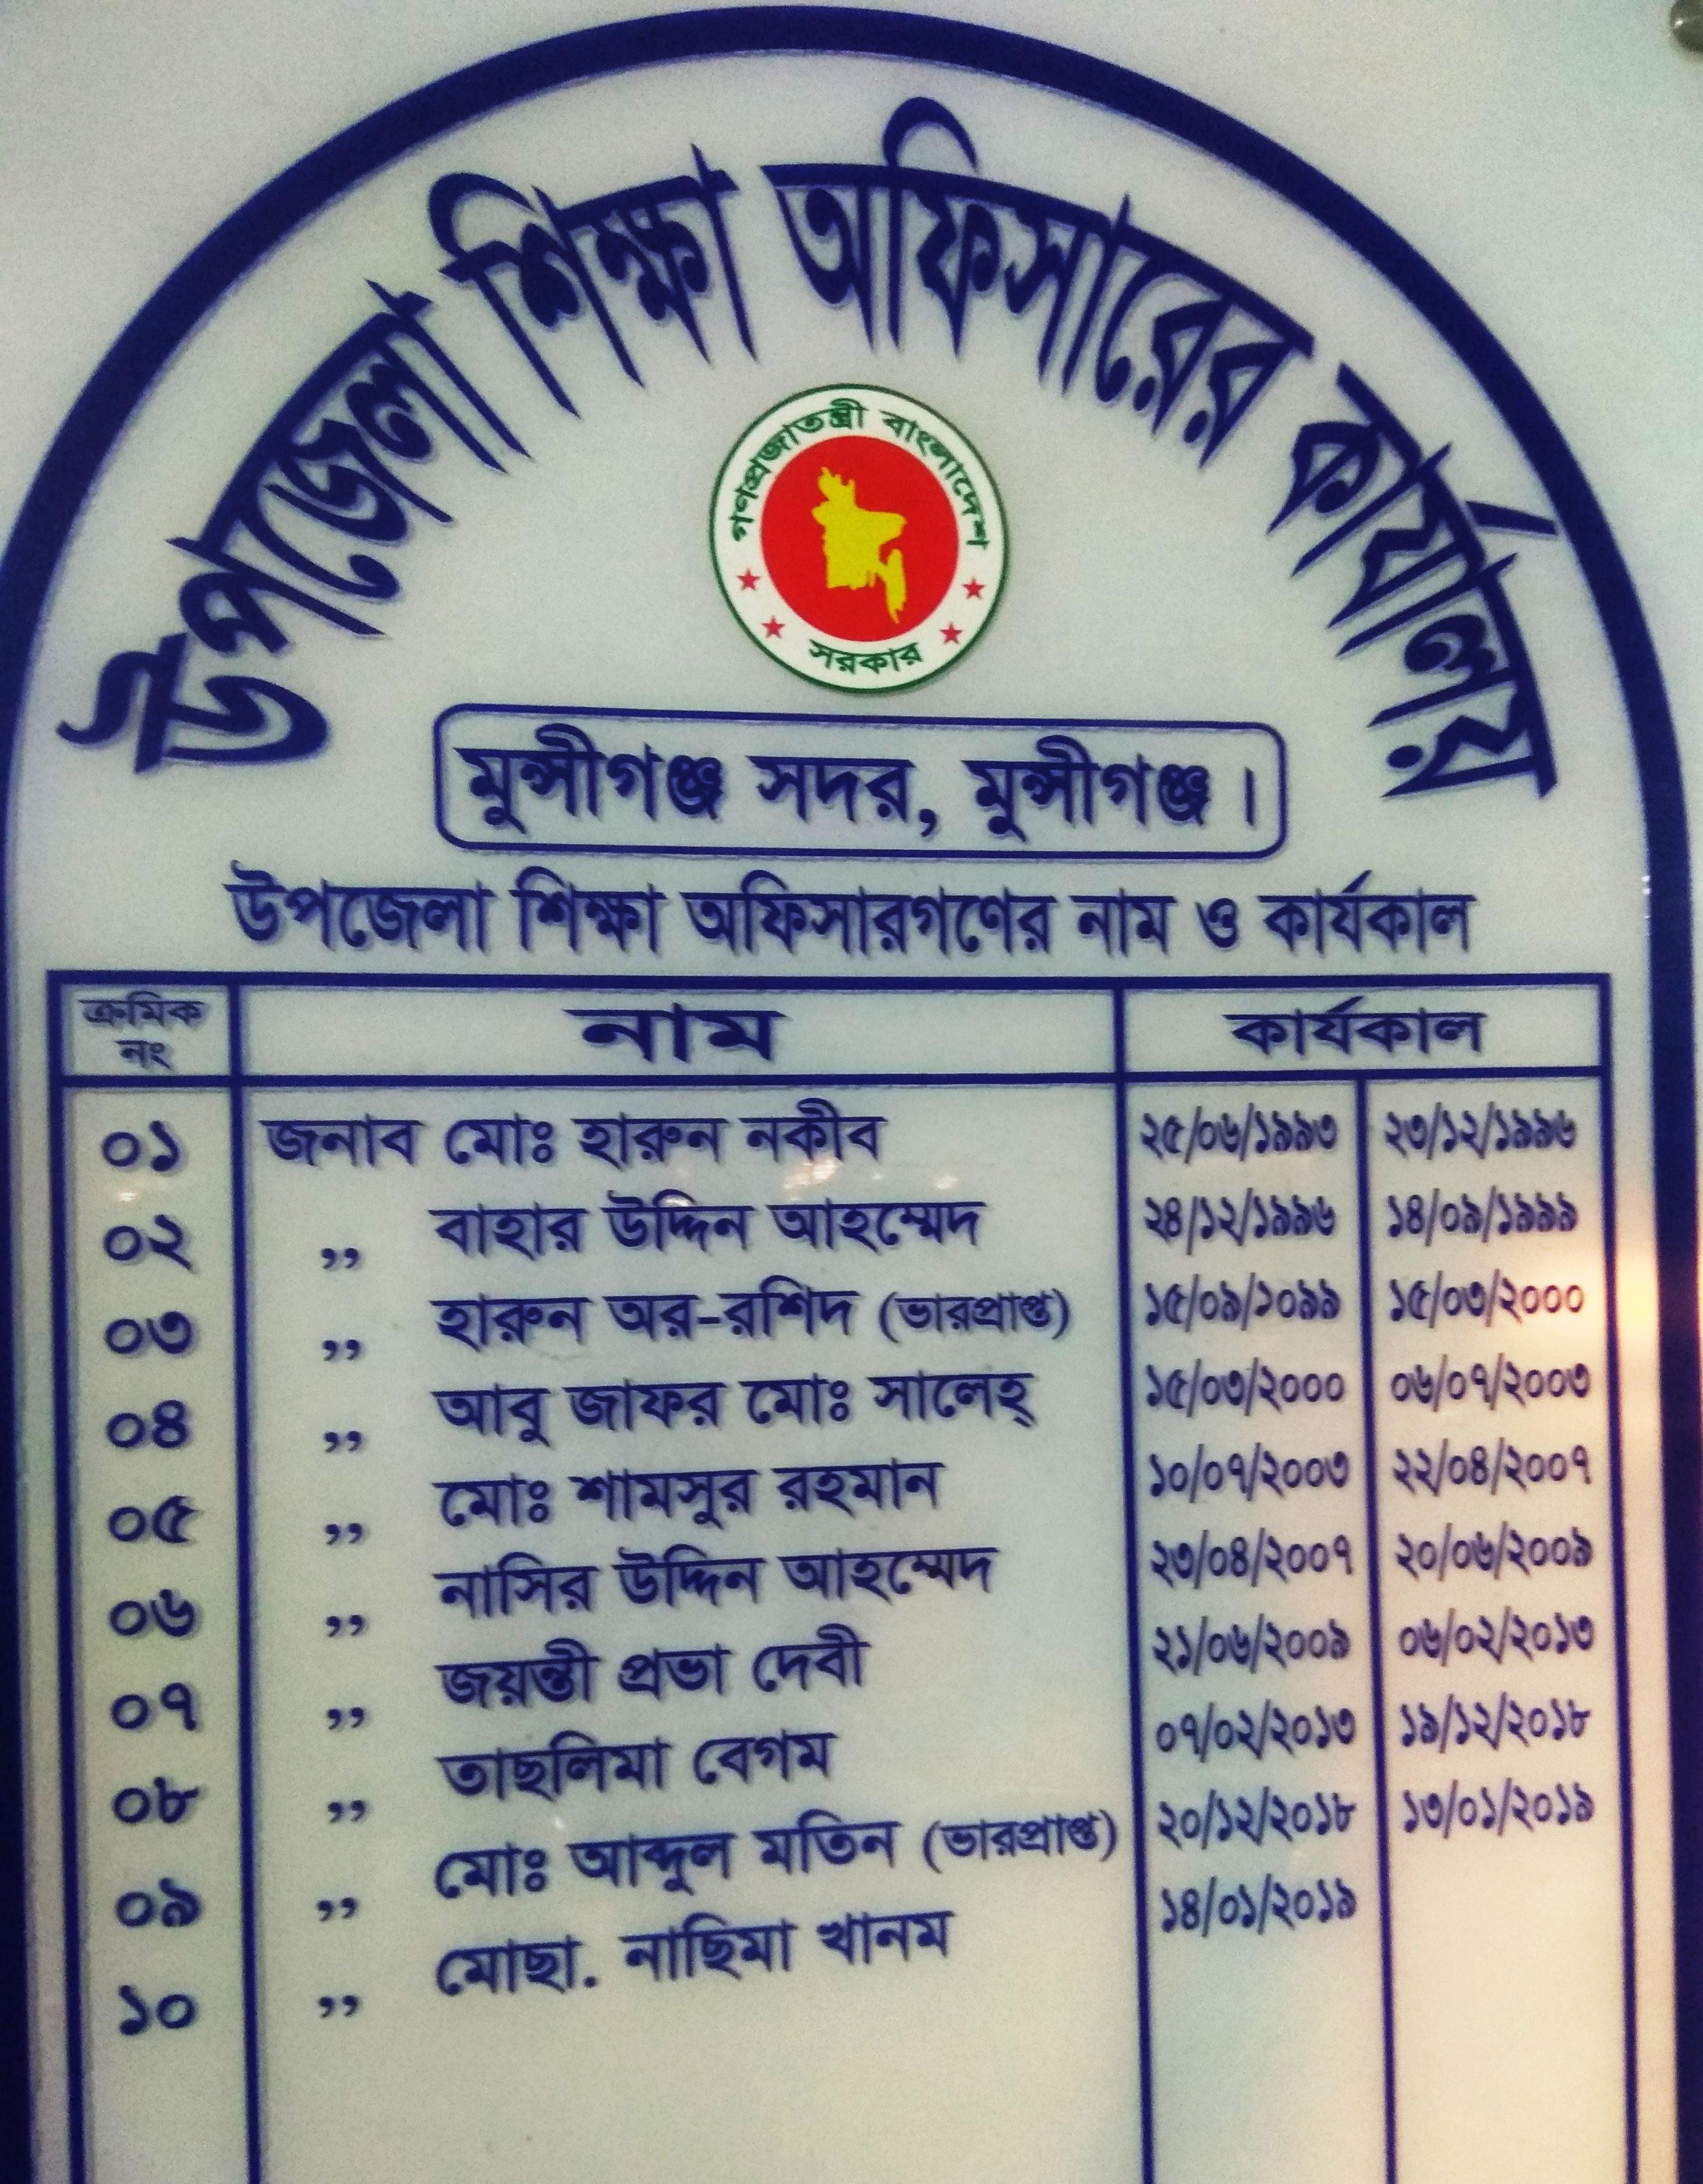 উপজেলা শিক্ষা অফিসারের কার্যালয়
গণপ্রজাতন্ত্রী বাংলাদেশ
সরকার
মুন্সীগঞ্জ সদর, মুন্সীগঞ্জ।
উপজেলা শিক্ষা অফিসারগণের নাম ও কার্যকাল
ক্রমিক নং নাম কার্যকাল
০১ জনাব মোঃ হারুন নকীব ২৫/০৬/১৯৯৩ ২৩/১২/১৯৯৬
০২ ,, বাহার উদ্দিন আহম্মেদ ২৪/১২/১৯৯৬ ১৪/০৯/১৯৯৯
০৩ ,, হারুন অর-রশিদ (ভারপ্রাপ্ত) ১৫/০৯/১০৯৯ ১৫/০৩/২০০০
০৪ ,, আবু জাফর মোঃ সালেহ্ ১৫/০৩/২০০০ ০৬/০৭/২০০৩
০৫ ,, মোঃ শামসুর রহমান ১০/০৭/২০০৩ ২২/০৪/২০০৭
০৬ ,, নাসির উদ্দিন আহম্মেদ ২৩/০৪/২০০৭ ২০/০৬/২০০৯
০৭ ,, জয়ন্তী প্রভা দেবী ২১/০৬/২০০৯ ০৬/০২/২০১৩
০৮ ,, তাছলিমা বেগম ০৭/০২/২০১৩ ১৯/১২/২০১৮
০৯ ,, মোঃ আব্দুল মতিন (ভারপ্রাপ্ত) ২০/১২/২০১৮ ১৩/০১/২০১৯
১০ ,, মোছা. নাছিমা খানম ১৪/০১/২০১৯